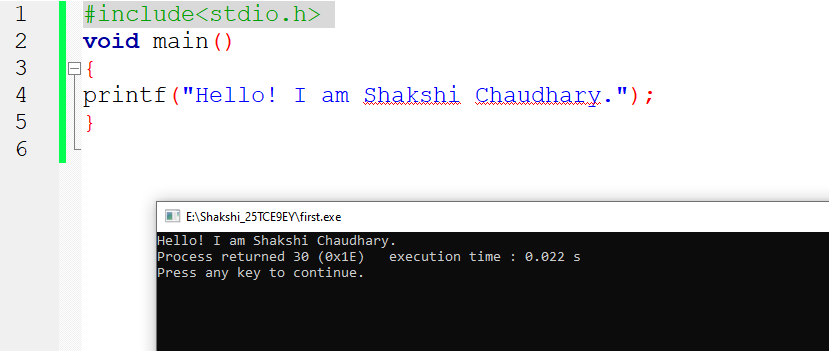 1 #include<stdio.h>
2 void main()
3 {
4 printf("Hello! I am Shakshi Chaudhary.");
5 }
6
E:\Shakshi_25TCE9EY\first.exe
Hello! I am Shakshi Chaudhary.
Process returned 30 (0x1E)   execution time : 0.022 s
Press any key to continue.